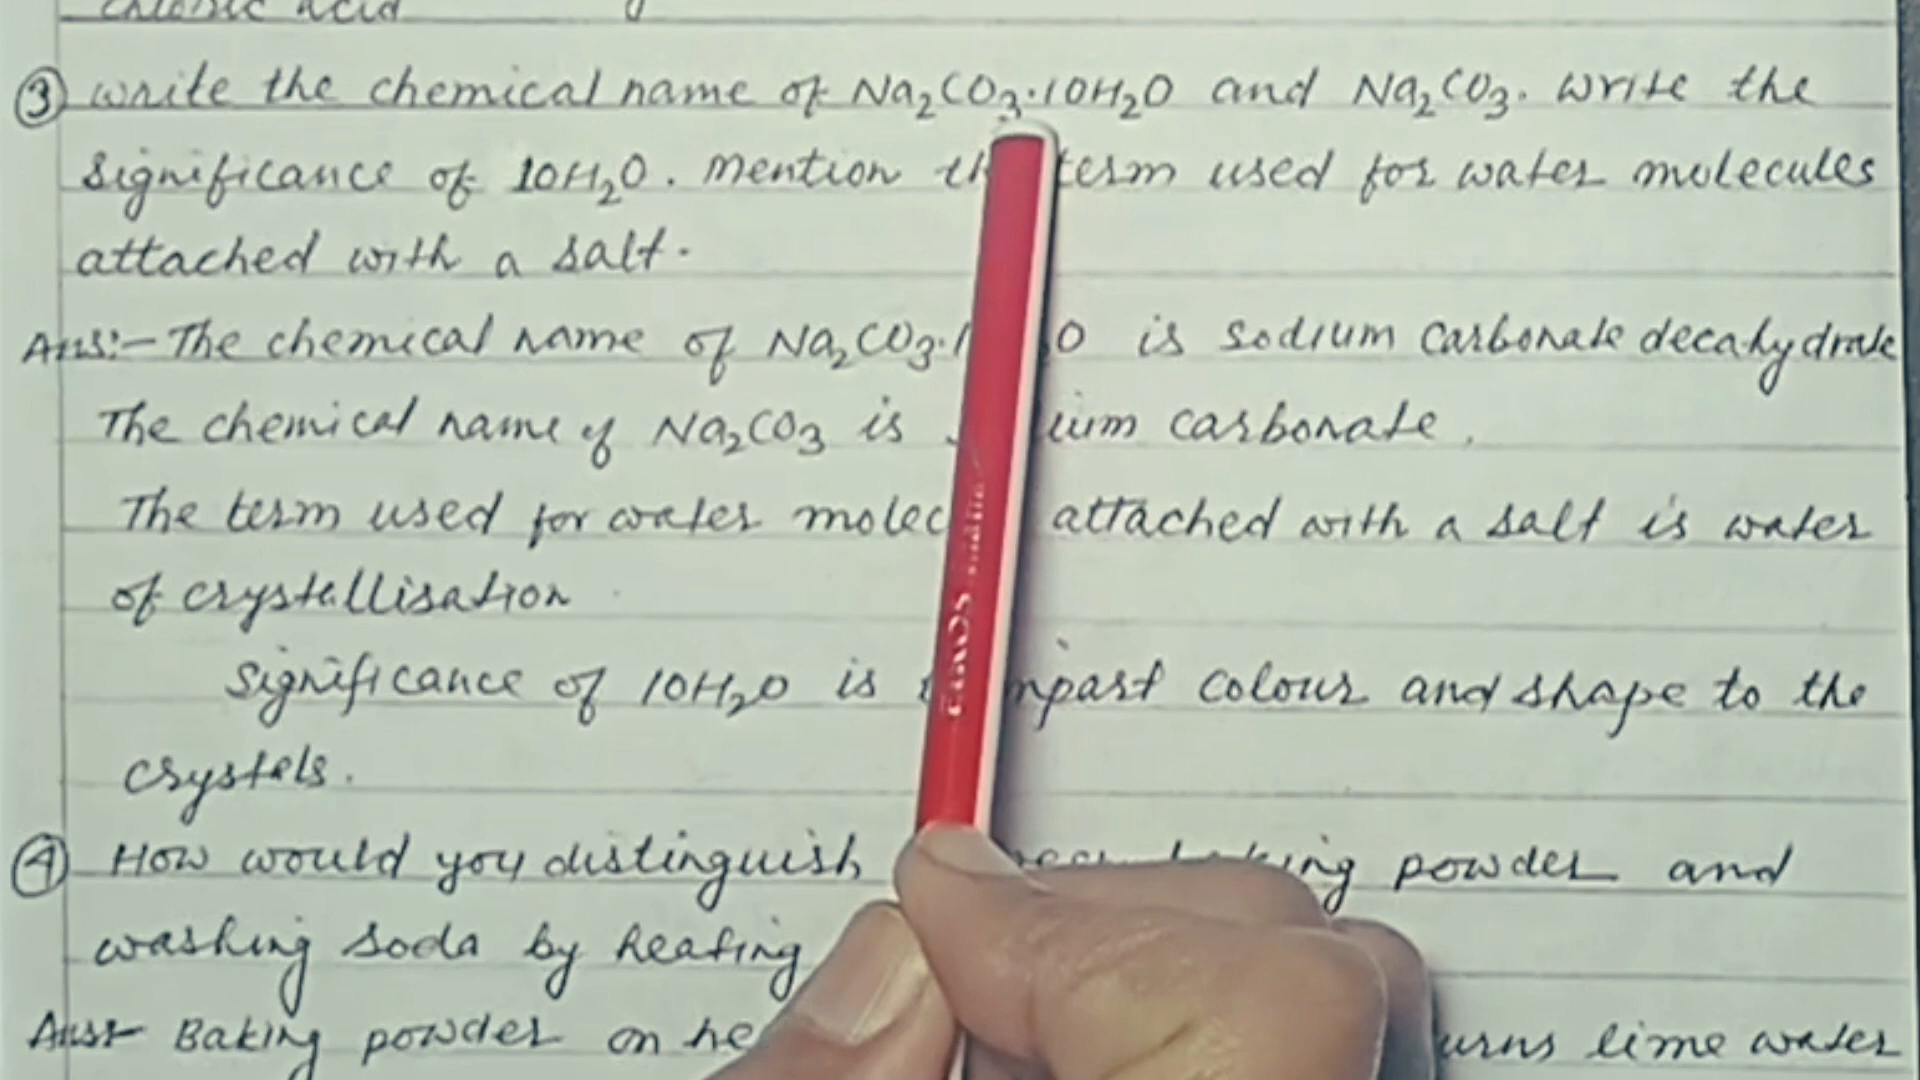 chloric acid
③ write the chemical name of Na₂CO₃·10H₂O and Na₂CO₃. write the
significance of 10H₂O. Mention term used for water molecules
attached with a salt.
Ans:- The chemical name of Na₂CO₃·1 O is sodium carbonate decahydrate
The chemical name of Na₂CO₃ is ium carbonate.
The term used for water molec attached with a salt is water
of crystallisation
Significance of 10H₂O is mpart colour and shape to the
crystels.
④ How would you distinguish baking powder and
washing soda by heating
Ans:- Baking powder on he urns lime water